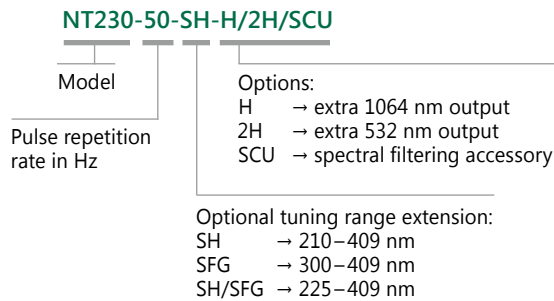 NT230-50-SH-H/2H/SCU
Model
Pulse repetition
rate in Hz
Options:
H → extra 1064 nm output
2H → extra 532 nm output
SCU → spectral filtering accessory
Optional tuning range extension:
SH → 210–409 nm
SFG → 300–409 nm
SH/SFG → 225–409 nm